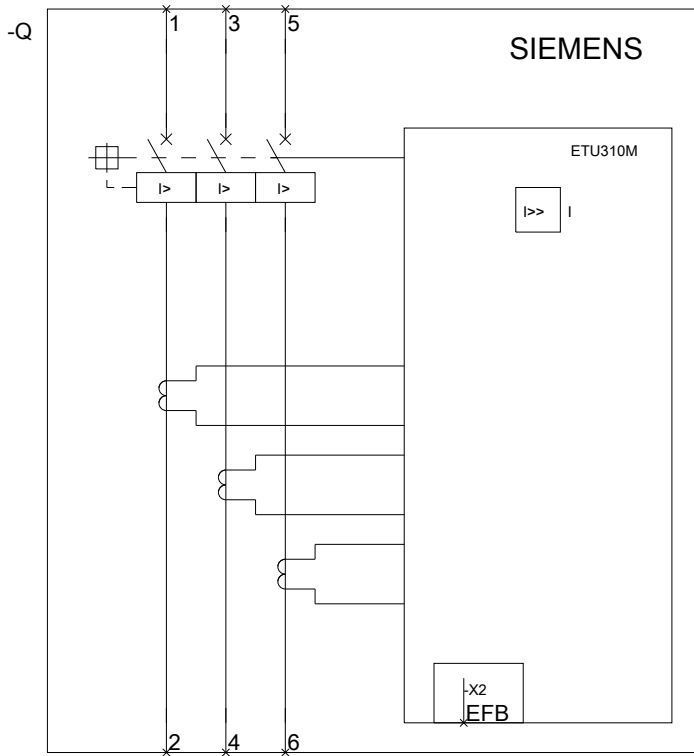 -Q
1 3 5
SIEMENS
ETU310M
I> I> I>
I>> I
-X2
EFB
2 4 6